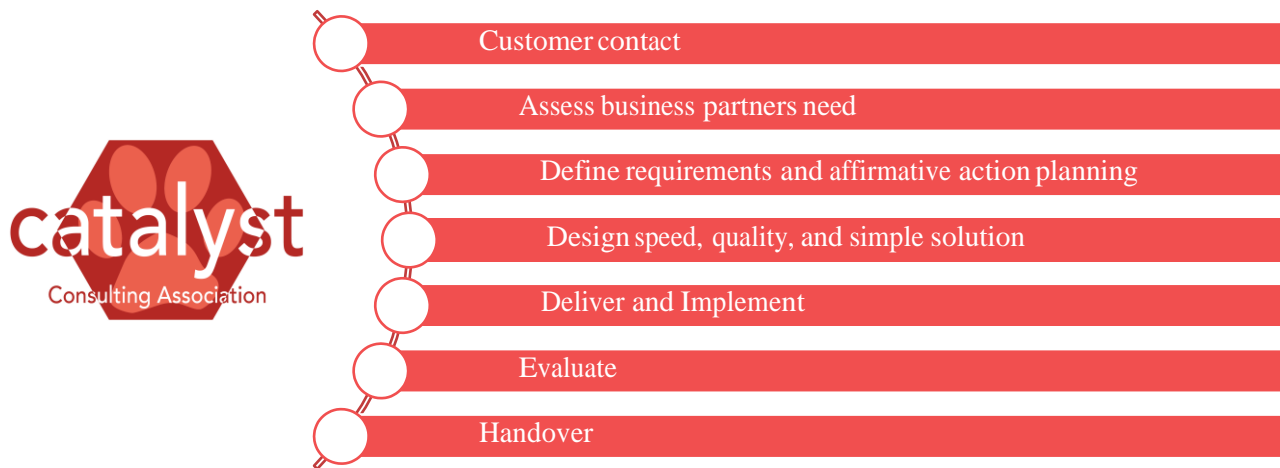 catalyst
Consulting Association
Customer contact
Assess business partners need
Define requirements and affirmative action planning
Design speed, quality, and simple solution
Deliver and Implement
Evaluate
Handover